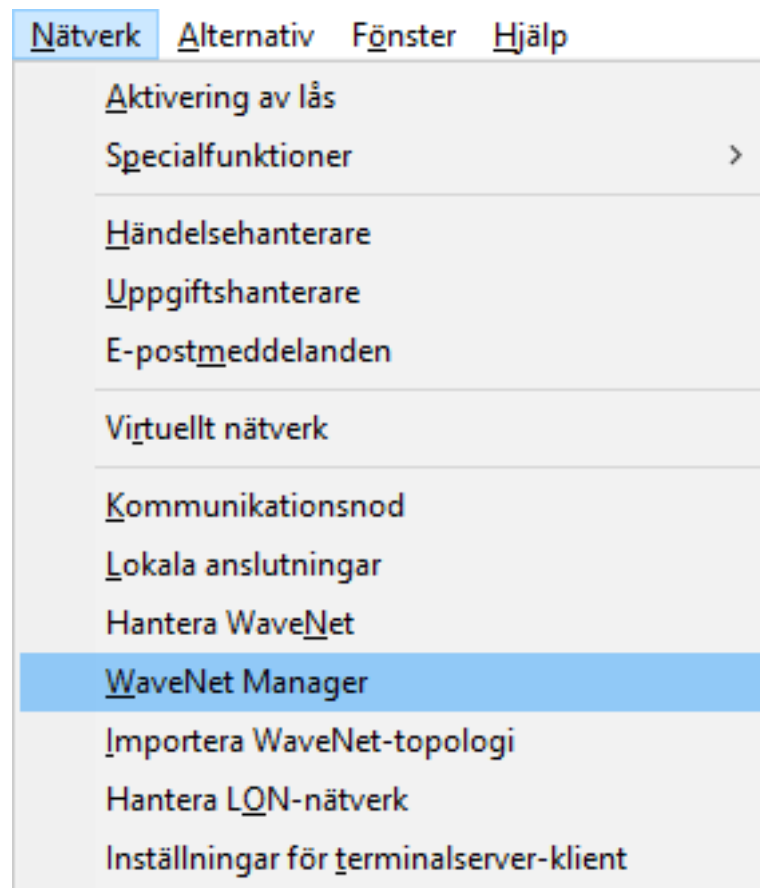 Nätverk Alternativ Fönster Hjälp
Aktivering av lås
Specialfunktioner
Händelsehanterare
Uppgiftshanterare
E-postmeddelanden
Virtuellt nätverk
Kommunikationsnod
Lokala anslutningar
Hantera WaveNet
WaveNet Manager
Importera WaveNet-topologi
Hantera LON-nätverk
Inställningar för terminalserver-klient